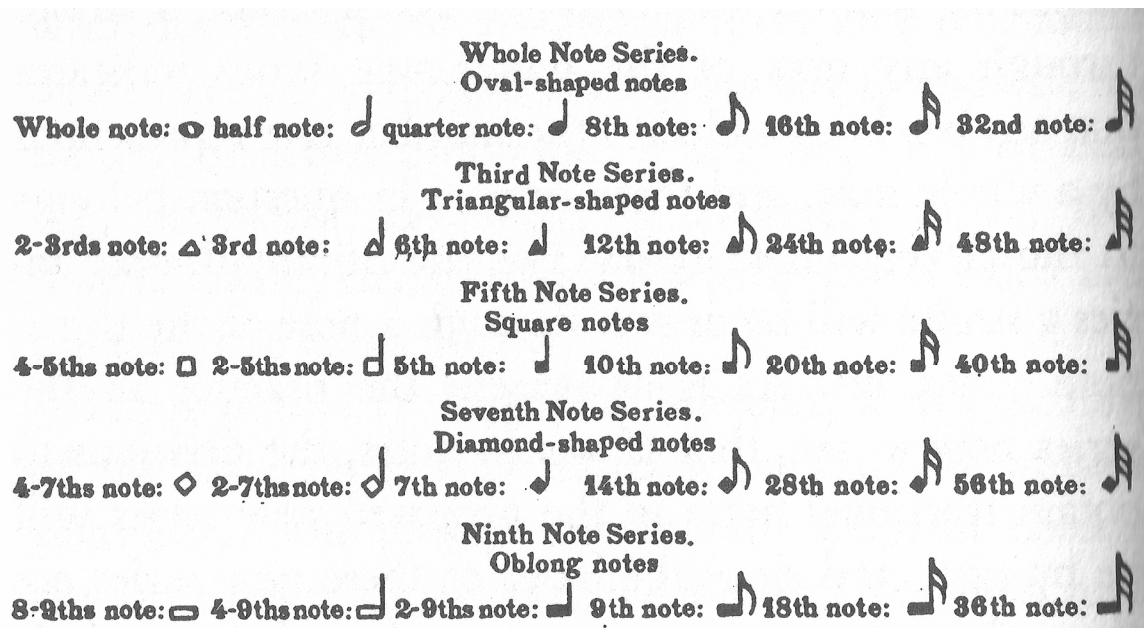 Whole Note Series.
Oval-shaped notes
Whole note: half note: quarter note: 8th note: 16th note: 32nd note:
Third Note Series.
Triangular-shaped notes
2-3rds note: 3rd note: 6th note: 12th note: 24th note: 48th note:
Fifth Note Series.
Square notes
4-5ths note: 2-5ths note: 5th note: 10th note: 20th note: 40th note:
Seventh Note Series.
Diamond-shaped notes
4-7ths note: 2-7ths note: 7th note: 14th note: 28th note: 56th note:
Ninth Note Series.
Oblong notes
8-9ths note: 4-9ths note: 2-9ths note: 9th note: 18th note: 36th note: